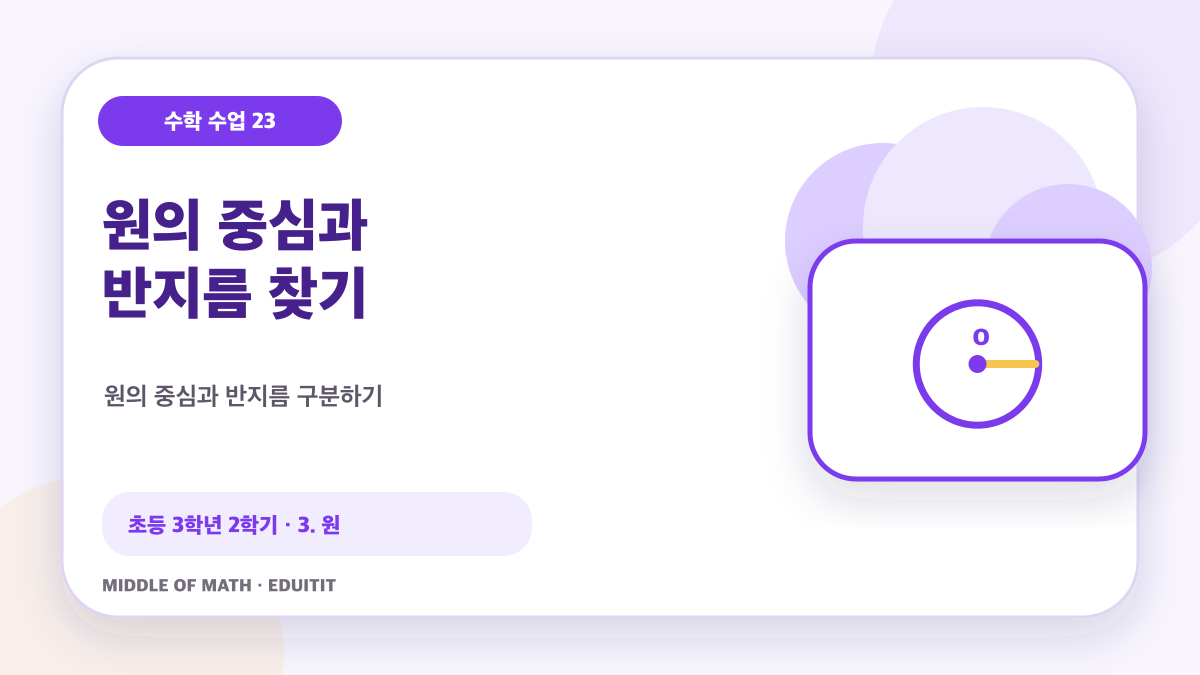 수학 수업 23
원의 중심과
반지름 찾기
원의 중심과 반지름 구분하기
초등 3학년 2학기 · 3. 원
MIDDLE OF MATH · EDUITIT
ㅇ